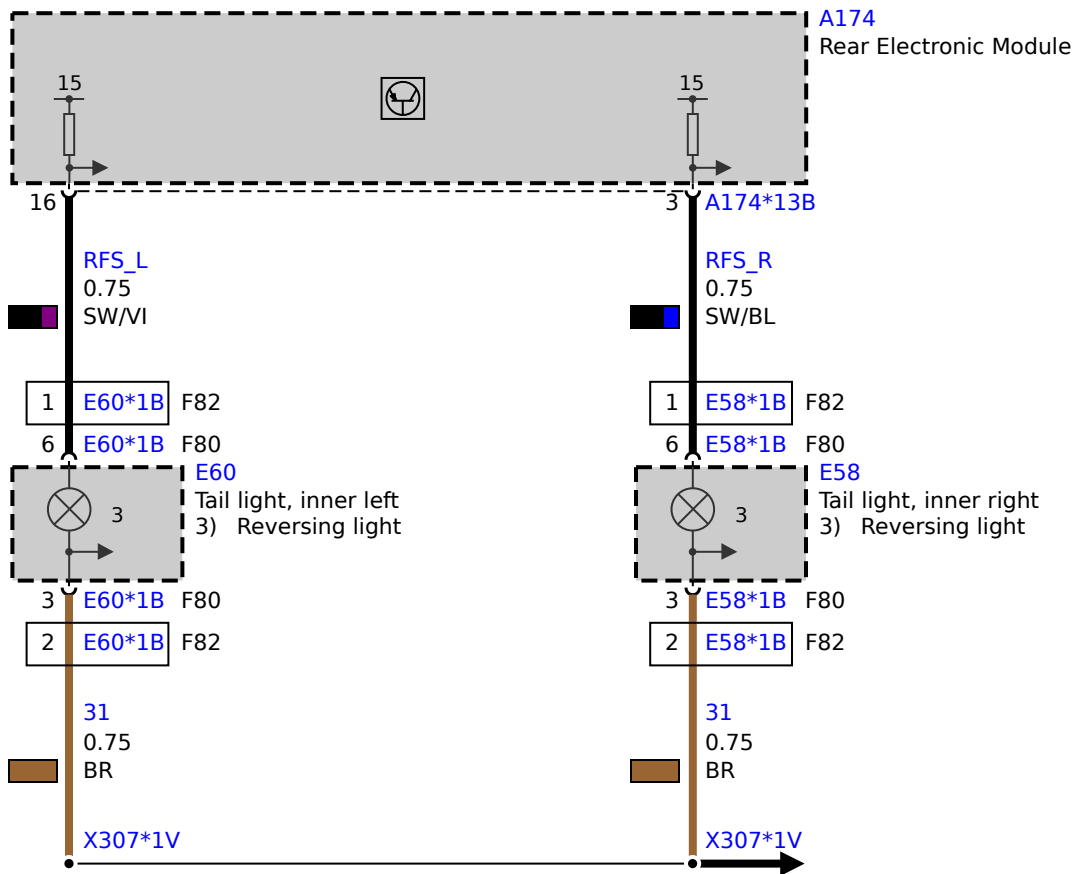 A174
Rear Electronic Module
15
15
16
3 A174*13B
RFS_L
0.75
SW/VI
RFS_R
0.75
SW/BL
1 E60*1B F82
6 E60*1B F80
1 E58*1B F82
6 E58*1B F80
E60
Tail light, inner left
3) Reversing light
3
E58
Tail light, inner right
3) Reversing light
3
3 E60*1B F80
2 E60*1B F82
3 E58*1B F80
2 E58*1B F82
31
0.75
BR
31
0.75
BR
X307*1V
X307*1V